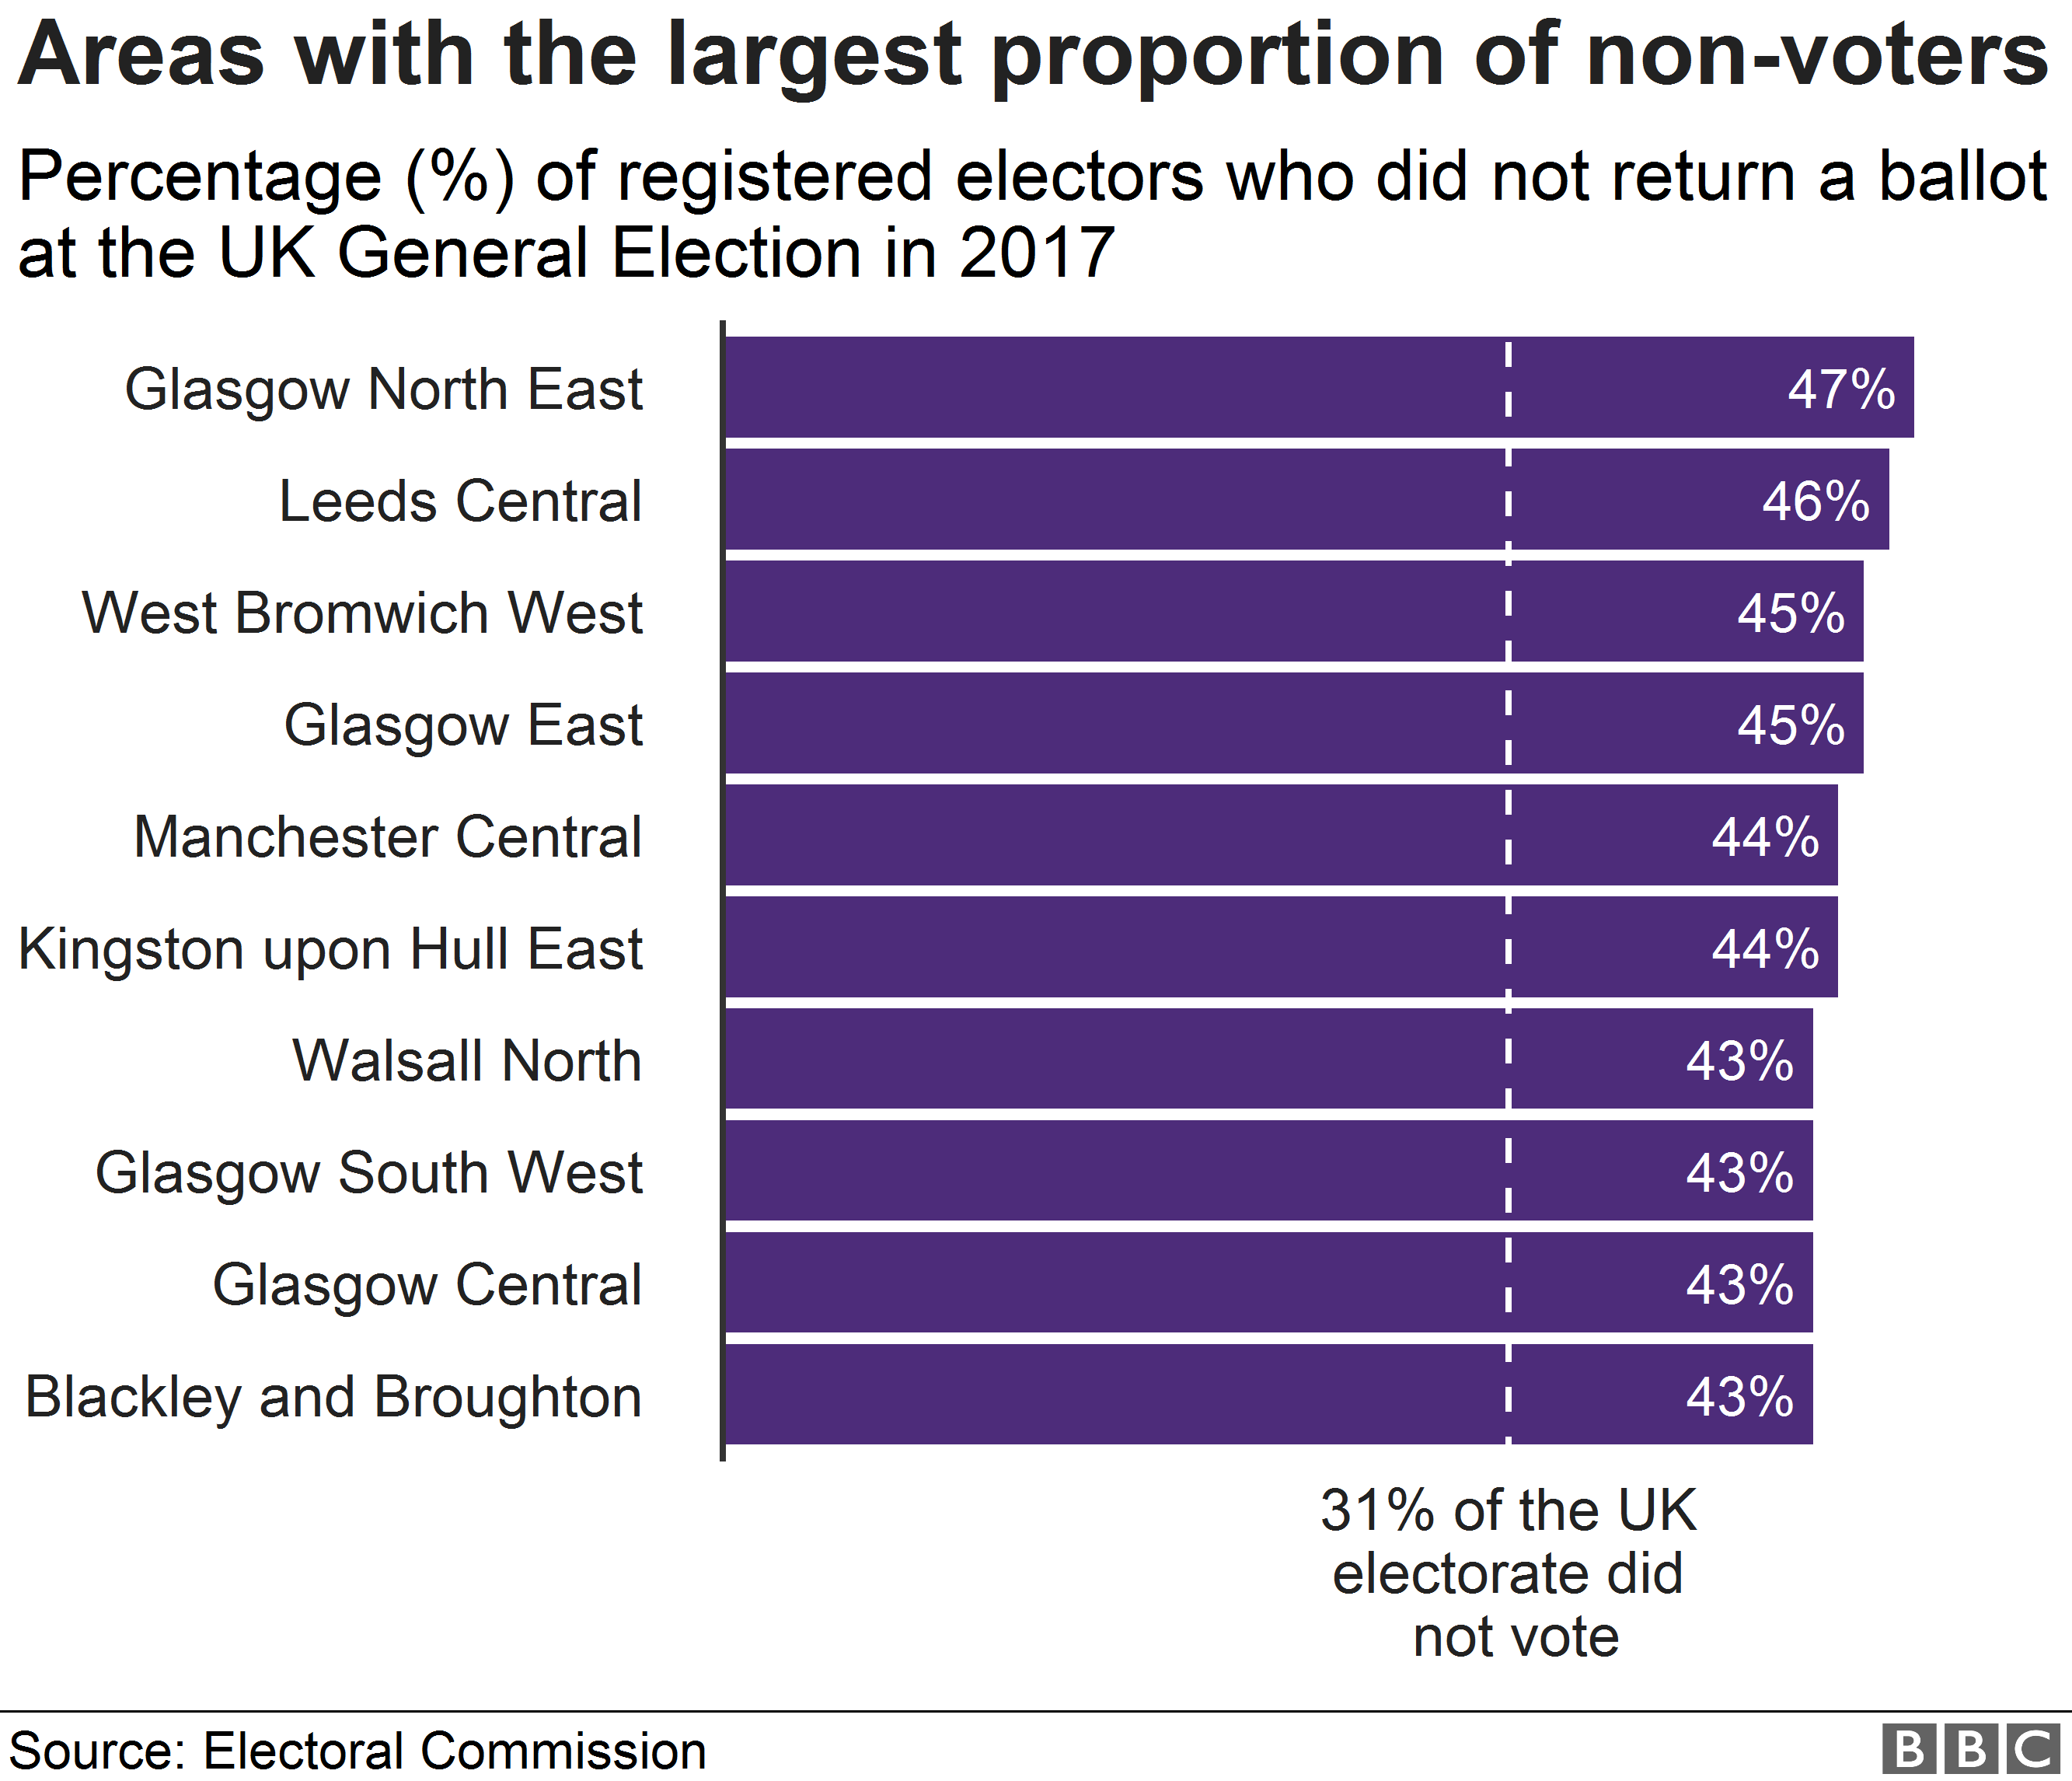 Areas with the largest proportion of non-voters
Percentage (%) of registered electors who did not return a ballot
at the UK General Election in 2017
Glasgow North East 47%
Leeds Central 46%
West Bromwich West 45%
Glasgow East 45%
Manchester Central 44%
Kingston upon Hull East 44%
Walsall North 43%
Glasgow South West 43%
Glasgow Central 43%
Blackley and Broughton 43%
31% of the UK
electorate did
not vote
Source: Electoral Commission
BBC